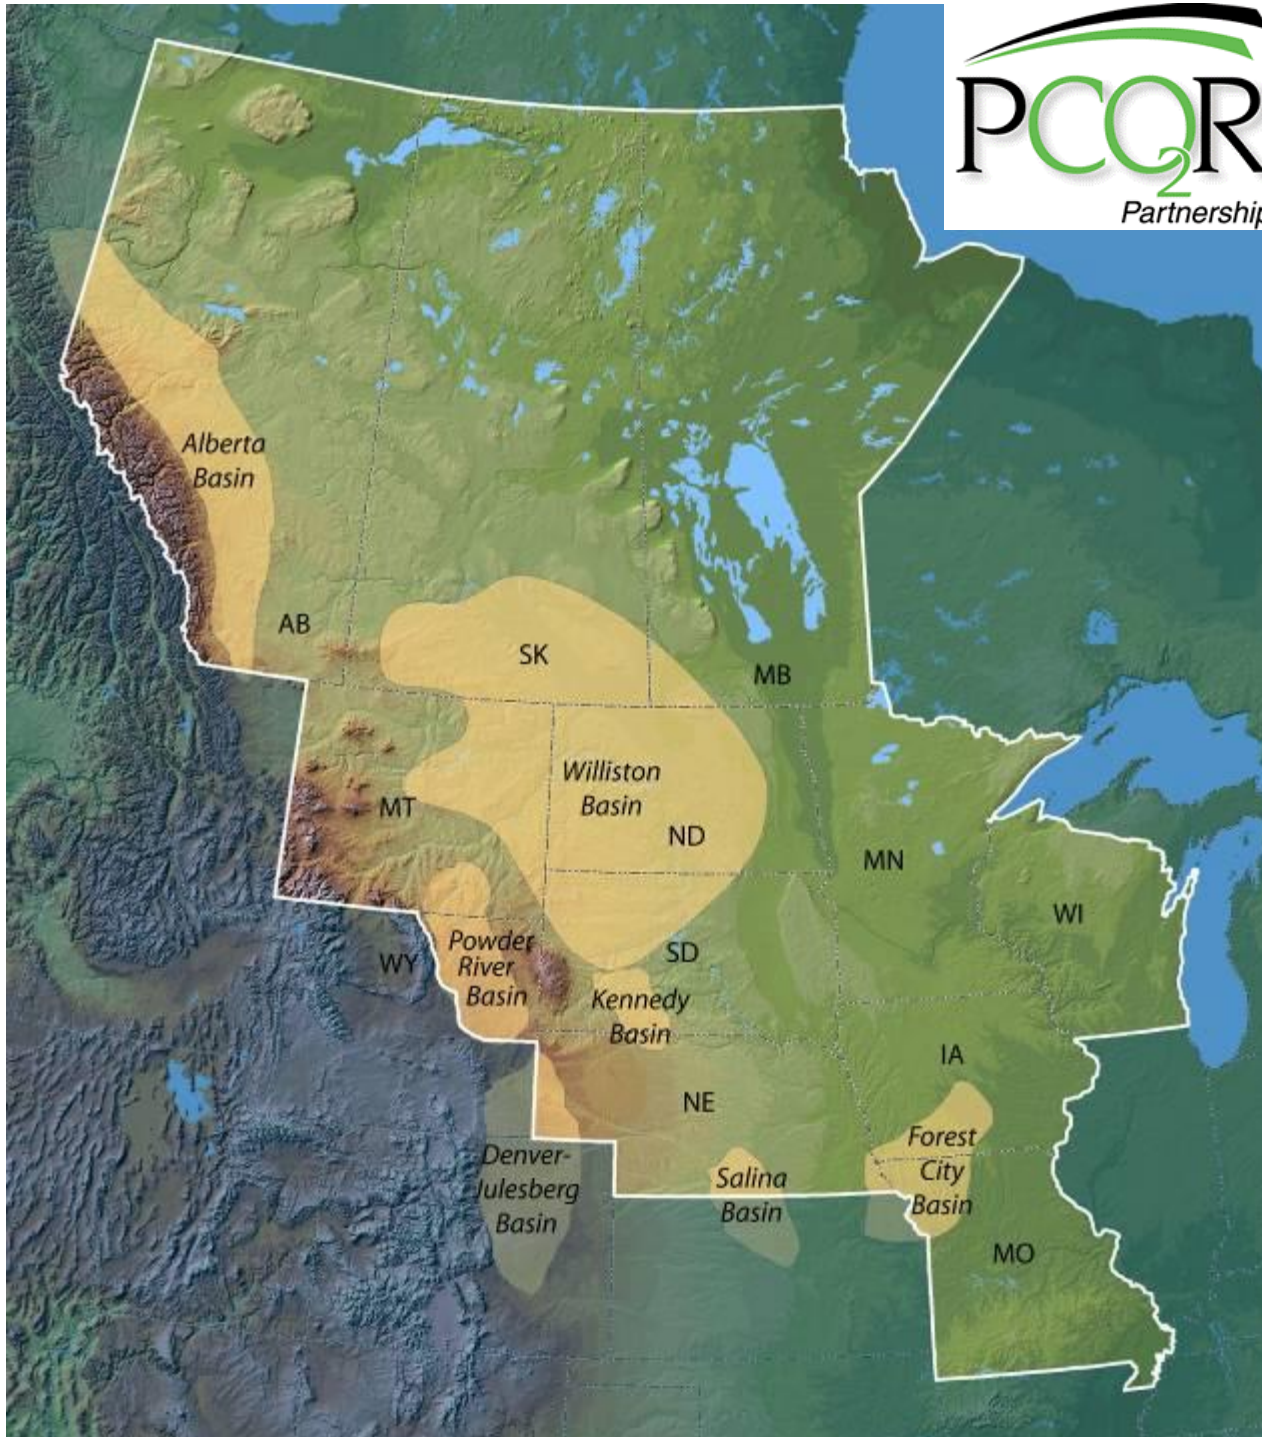 PCO2R
Partnership
Alberta
Basin
AB
SK
MB
Williston
Basin
MT
ND
MN
WI
WY
Powder
River
Basin
SD
Kennedy
Basin
IA
NE
Forest
City
Basin
Denver-
Julesberg
Basin
Salina
Basin
MO